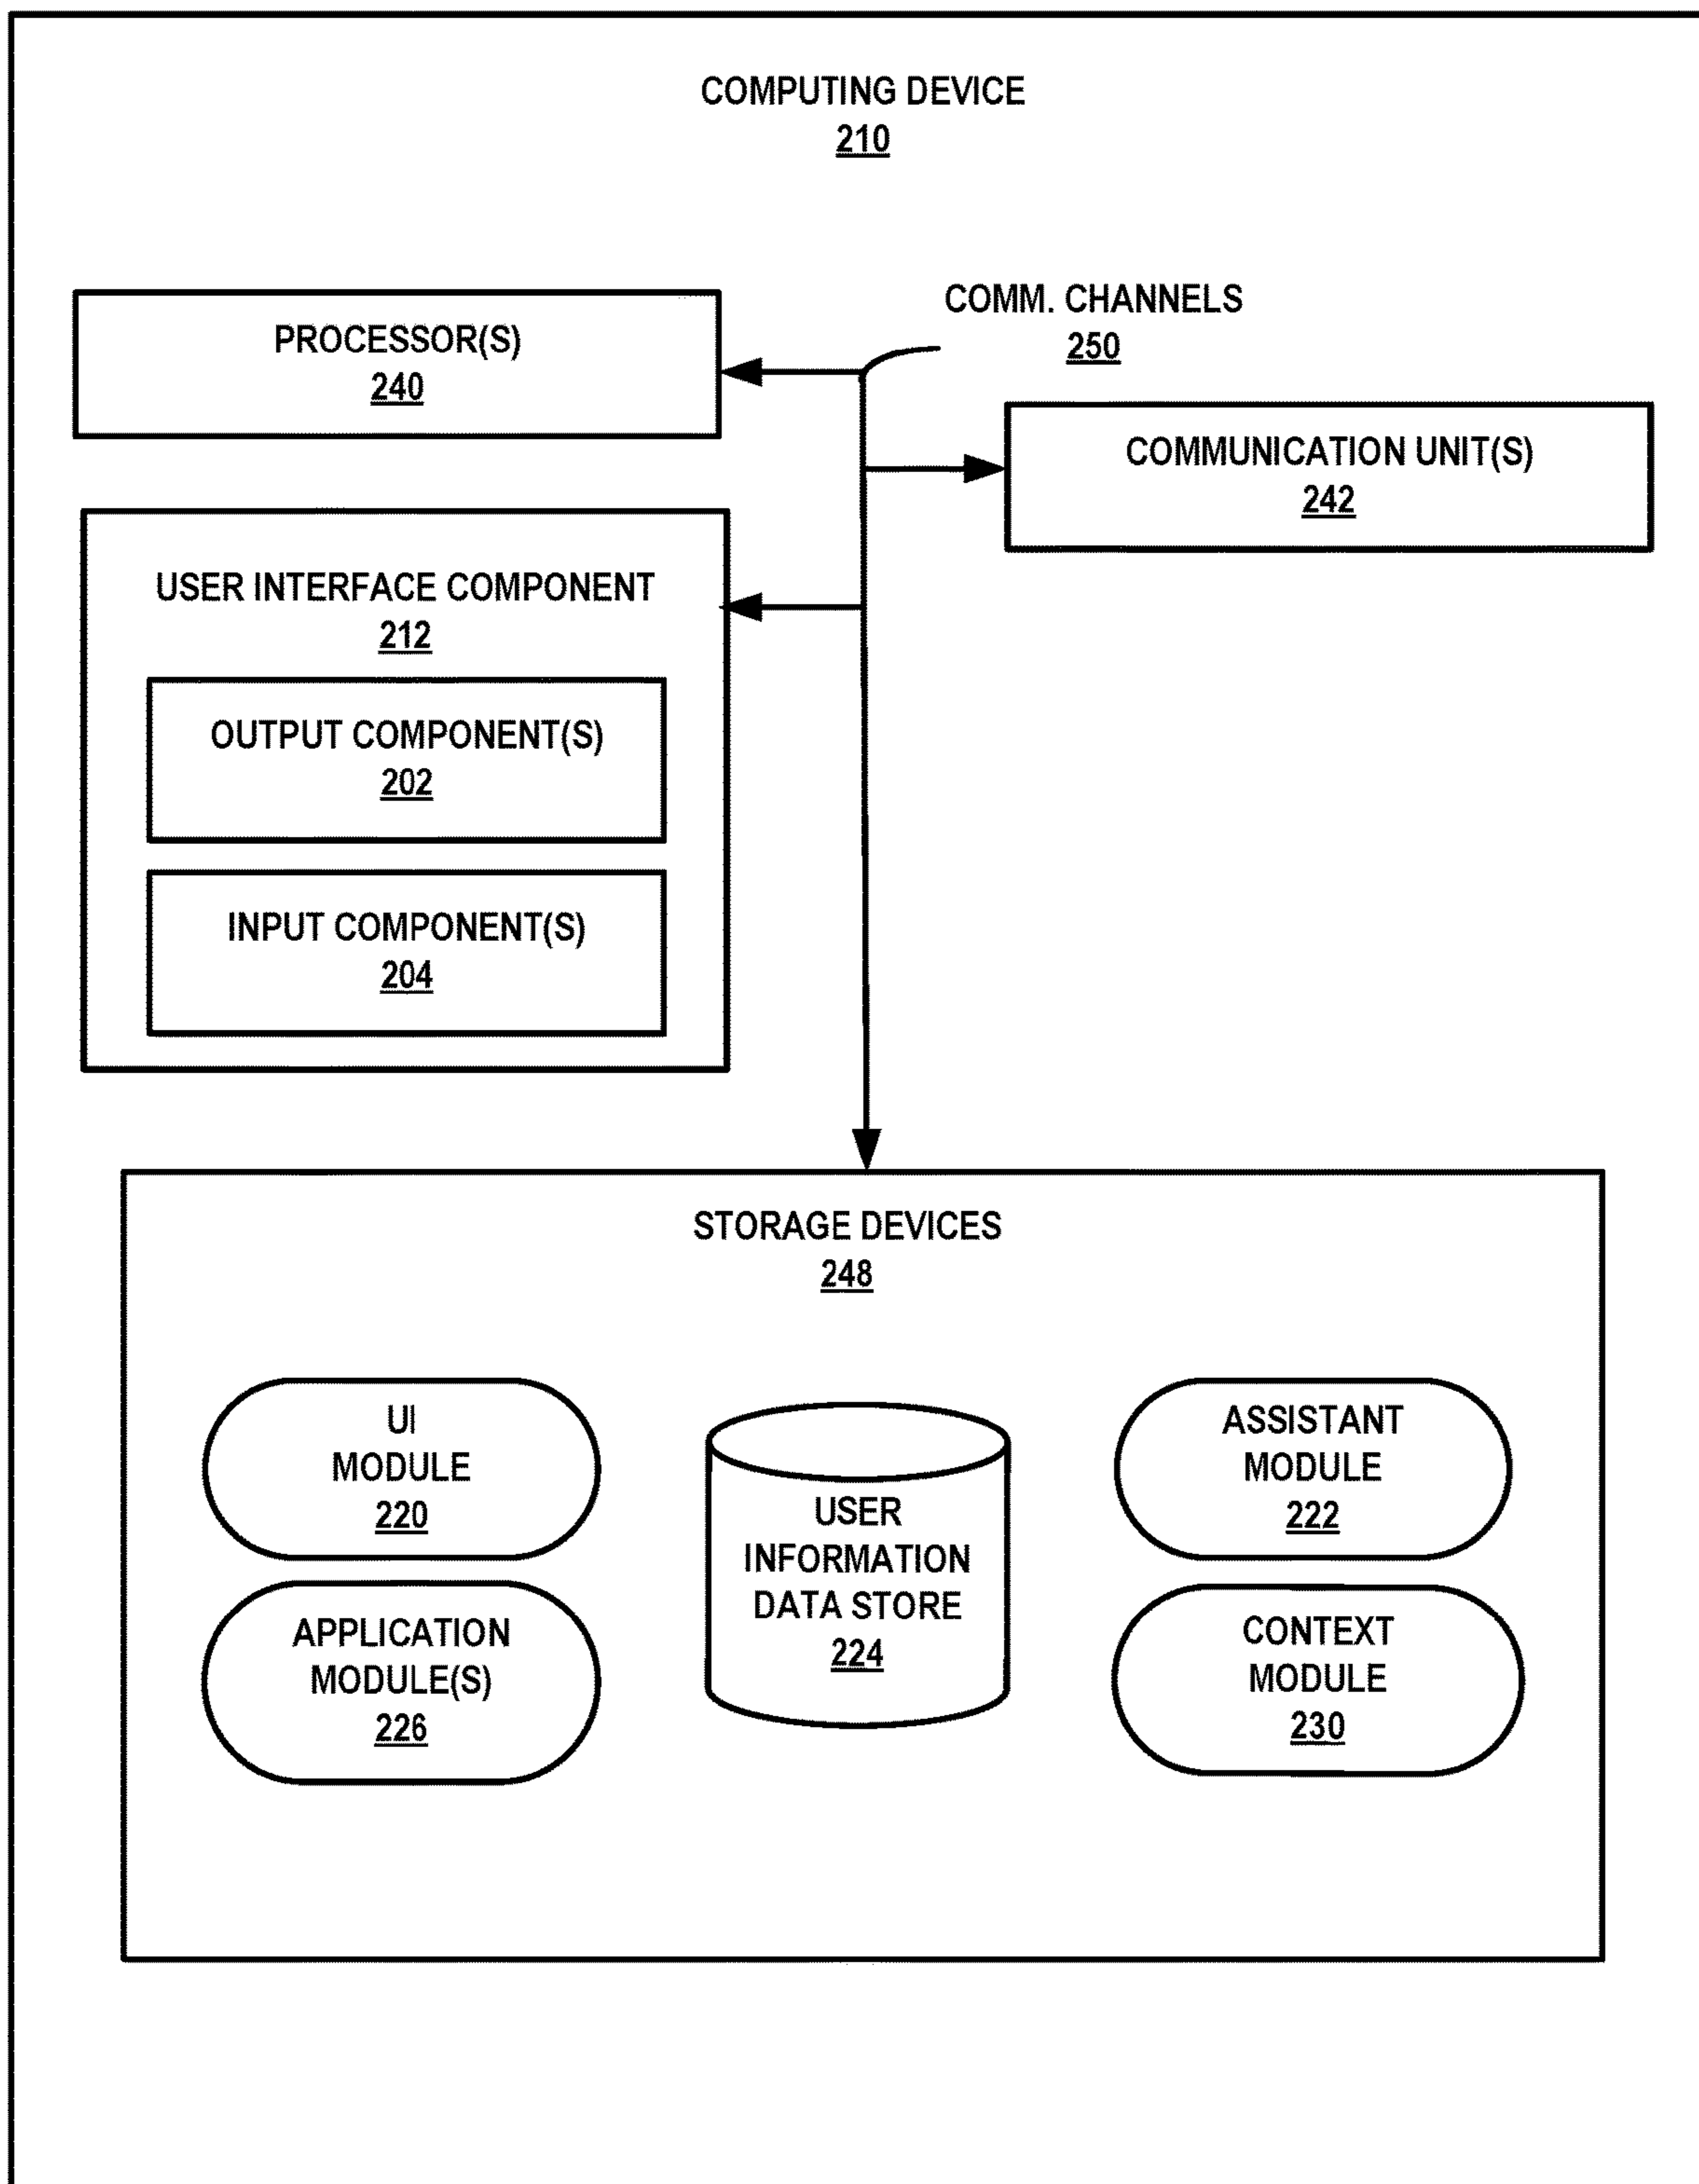 COMPUTING DEVICE
210
COMM. CHANNELS
250
PROCESSOR(S)
240
COMMUNICATION UNIT(S)
242
USER INTERFACE COMPONENT
212
OUTPUT COMPONENT(S)
202
INPUT COMPONENT(S)
204
STORAGE DEVICES
248
UI
MODULE
220
APPLICATION
MODULE(S)
226
USER
INFORMATION
DATA STORE
224
ASSISTANT
MODULE
222
CONTEXT
MODULE
230